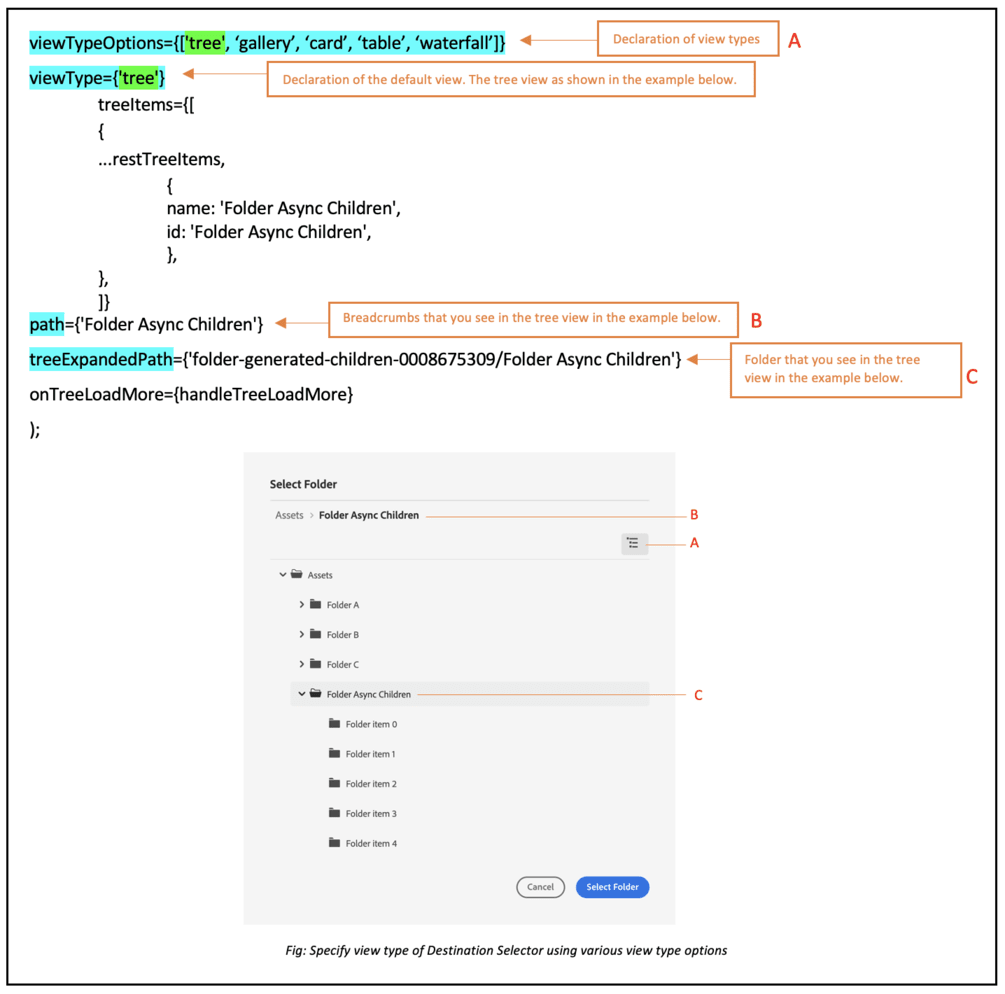 viewTypeOptions={['tree', ‘gallery’, ‘card’, ‘table’, ‘waterfall’]}
Declaration of view types
A
viewType={'tree'}
Declaration of the default view. The tree view as shown in the example below.
treeItems={[
{
...restTreeItems,
{
name: 'Folder Async Children',
id: 'Folder Async Children',
},
},
]}
path={'Folder Async Children'}
Breadcrumbs that you see in the tree view in the example below.
B
treeExpandedPath={'folder-generated-children-0008675309/Folder Async Children'}
Folder that you see in the tree
view in the example below.
C
onTreeLoadMore={handleTreeLoadMore}
);
Select Folder
Assets > Folder Async Children
B
A
Assets
Folder A
Folder B
Folder C
Folder Async Children
C
Folder item 0
Folder item 1
Folder item 2
Folder item 3
Folder item 4
Cancel
Select Folder
Fig: Specify view type of Destination Selector using various view type options